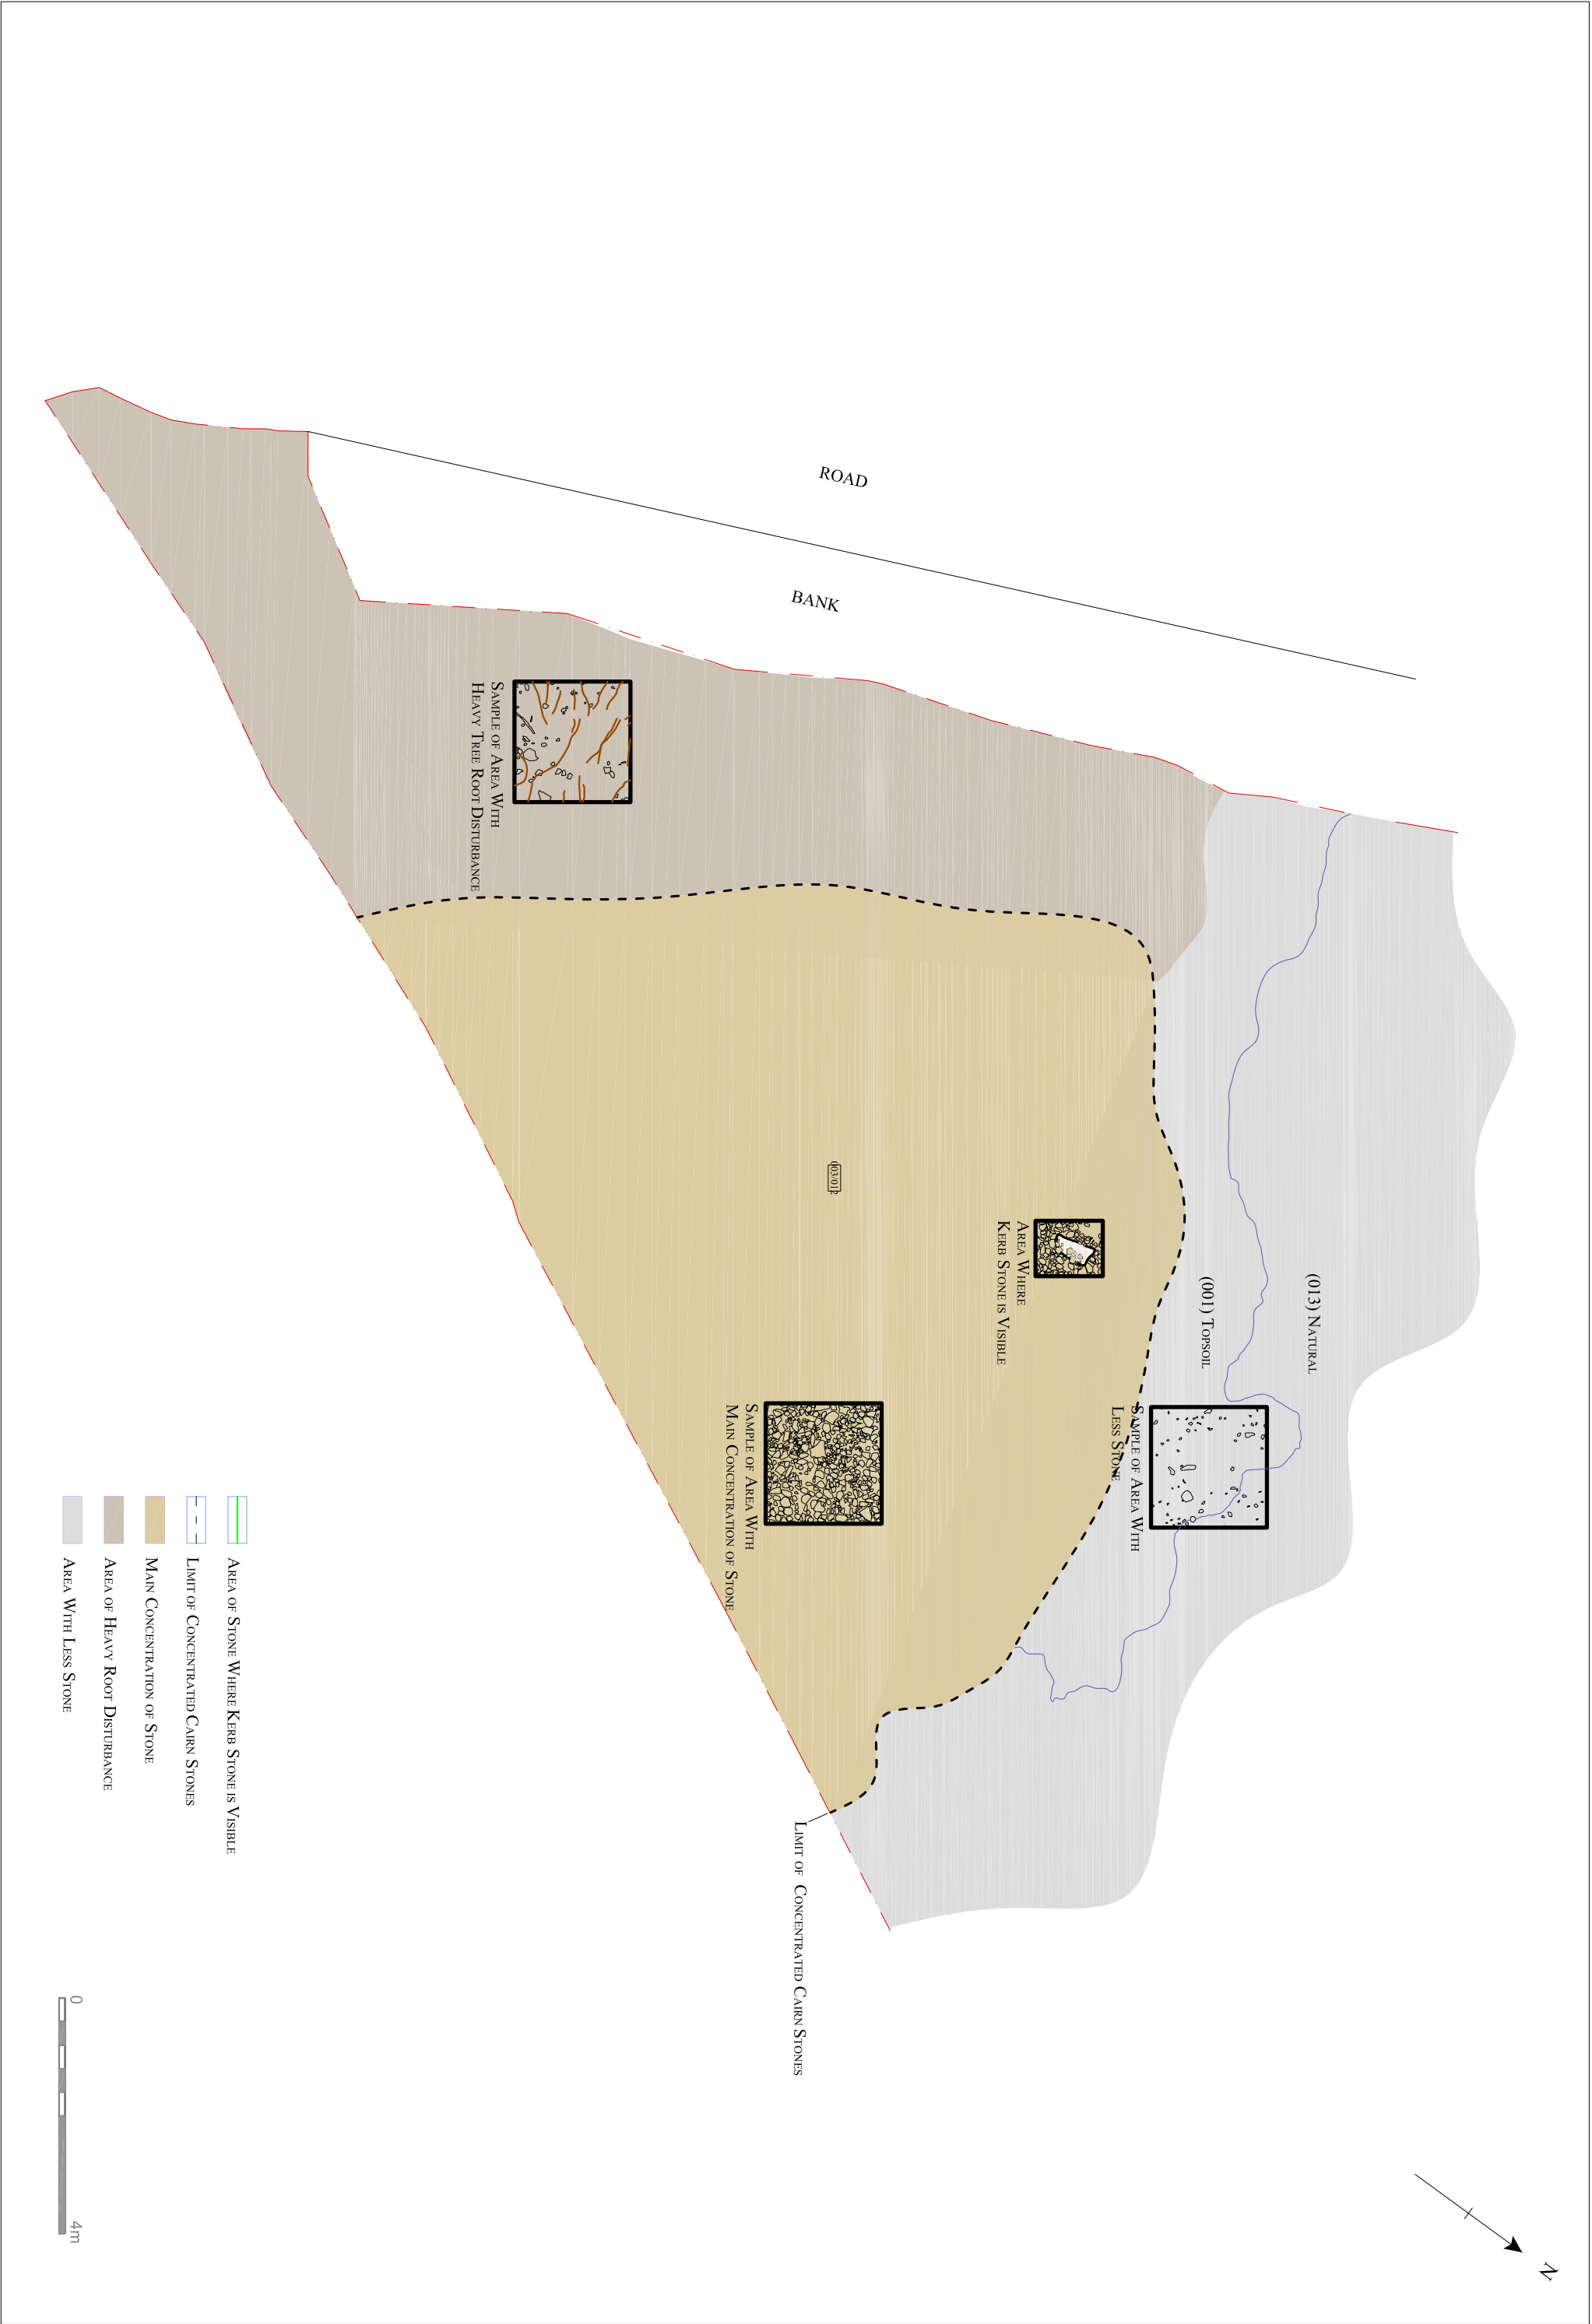 ROAD
BANK
Sample of Area With
Heavy Tree Root Disturbance
(013) Natural
(001) Topsoil
003/012
Area Where
Kerb Stone is Visible
Sample of Area With
Less Stone
Sample of Area With
Main Concentration of Stone
Limit of Concentrated Cairn Stones
Area of Stone Where Kerb Stone is Visible
Limit of Concentrated Cairn Stones
Main Concentration of Stone
Area of Heavy Root Disturbance
Area With Less Stone
0
4m
N